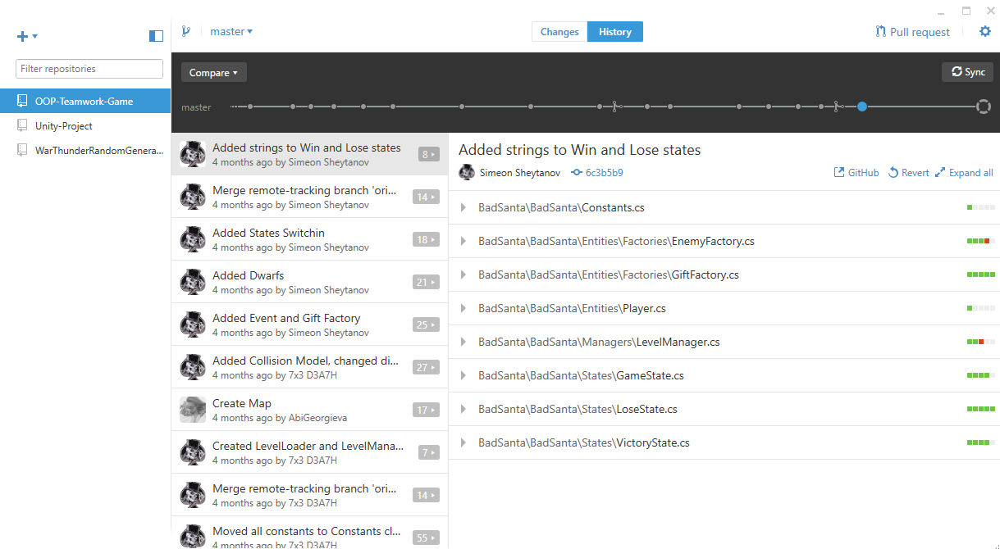 master
Changes
History
Pull request
Filter repositories
OOP-Teamwork-Game
Unity-Project
WarThunderRandomGenera...
Compare
Sync
master
Added strings to Win and Lose states
4 months ago by Simeon Sheytanov
8
Merge remote-tracking branch 'ori...
4 months ago by Simeon Sheytanov
14
Added States Switchin
4 months ago by Simeon Sheytanov
18
Added Dwarfs
4 months ago by Simeon Sheytanov
21
Added Event and Gift Factory
4 months ago by Simeon Sheytanov
25
Added Collision Model, changed di...
4 months ago by 7x3 D3A7H
27
Create Map
4 months ago by AbiGeorgieva
17
Created LevelLoader and LevelMana...
4 months ago by 7x3 D3A7H
7
Merge remote-tracking branch 'ori...
4 months ago by 7x3 D3A7H
14
Moved all constants to Constants cl...
4 months ago by 7x3 D3A7H
55
Added strings to Win and Lose states
Simeon Sheytanov
6c3b5b9
GitHub
Revert
Expand all
BadSanta\BadSanta\Constants.cs
BadSanta\BadSanta\Entities\Factories\EnemyFactory.cs
BadSanta\BadSanta\Entities\Factories\GiftFactory.cs
BadSanta\BadSanta\Entities\Player.cs
BadSanta\BadSanta\Managers\LevelManager.cs
BadSanta\BadSanta\States\GameState.cs
BadSanta\BadSanta\States\LoseState.cs
BadSanta\BadSanta\States\VictoryState.cs